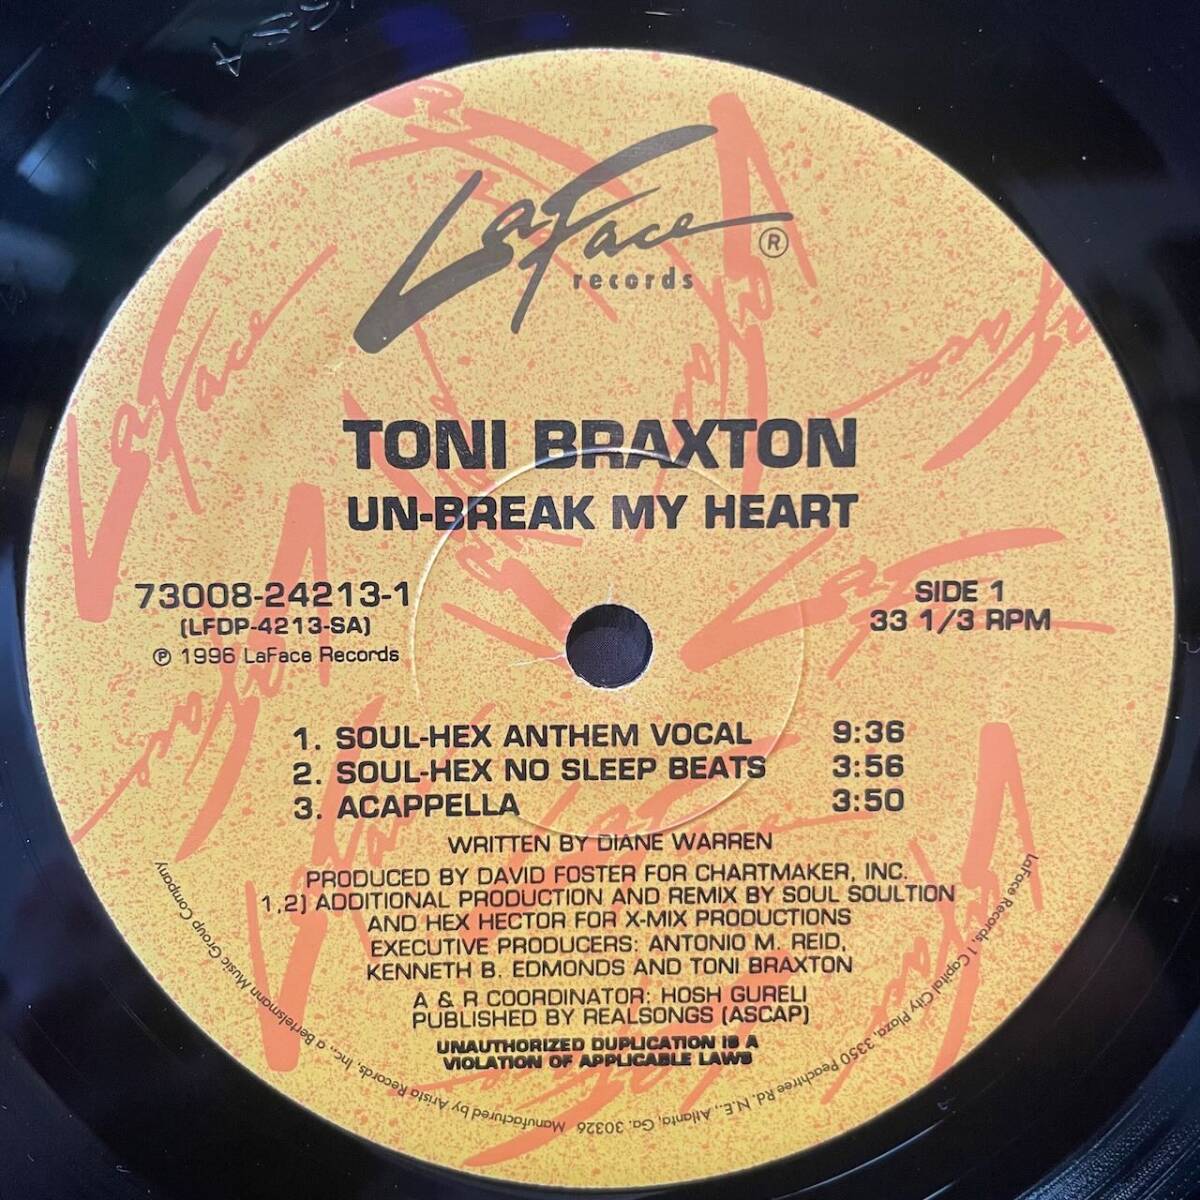 LaFace ®
records
TONI BRAXTON
UN-BREAK MY HEART
73008-24213-1
(LFDP-4213-SA)
℗ 1996 LaFace Records
SIDE 1
33 1/3 RPM
1. SOUL-HEX ANTHEM VOCAL 9:36
2. SOUL-HEX NO SLEEP BEATS 3:56
3. ACAPPELLA 3:50
WRITTEN BY DIANE WARREN
PRODUCED BY DAVID FOSTER FOR CHARTMAKER, INC.
1,2) ADDITIONAL PRODUCTION AND REMIX BY SOUL SOULTION
AND HEX HECTOR FOR X-MIX PRODUCTIONS
EXECUTIVE PRODUCERS: ANTONIO M. REID,
KENNETH B. EDMONDS AND TONI BRAXTON
A & R COORDINATOR: HOSH GURELI
PUBLISHED BY REALSONGS (ASCAP)
UNAUTHORIZED DUPLICATION IS A
VIOLATION OF APPLICABLE LAWS
LaFace Records, 1 Capital City Plaza, 3350 Peachtree Rd. N.E., Atlanta, Ga. 30326 Manufactured by Arista Records, Inc., a Bertelsmann Music Group Company